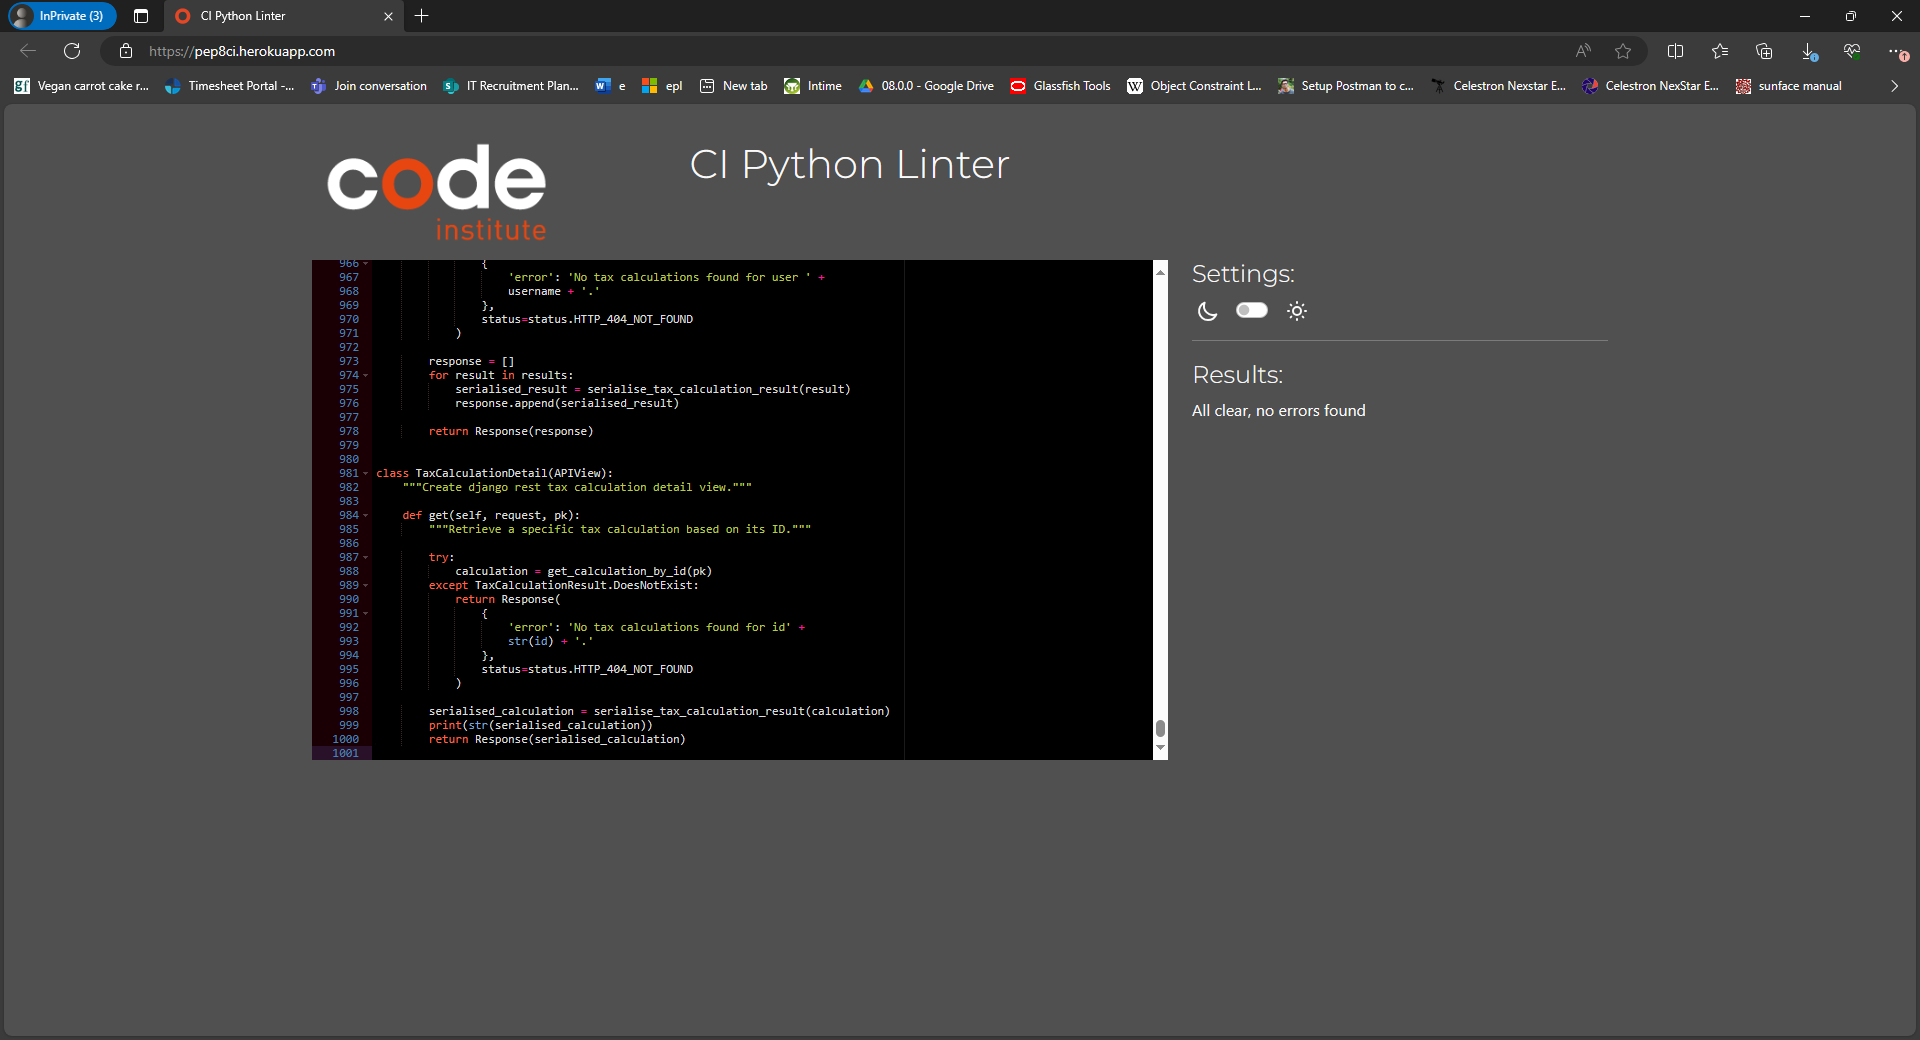 InPrivate (3)
CI Python Linter
https://pep8ci.herokuapp.com
Vegan carrot cake r...
Timesheet Portal -...
Join conversation
IT Recruitment Plan...
e
epl
New tab
Intime
08.0.0 - Google Drive
Glassfish Tools
Object Constraint L...
Setup Postman to c...
Celestron Nexstar E...
Celestron NexStar E...
sunface manual
code
institute
CI Python Linter
966 {
967 'error': 'No tax calculations found for user ' +
968 username + '.'
969 },
970 status=status.HTTP_404_NOT_FOUND
971 )
972
973 response = []
974 for result in results:
975 serialised_result = serialise_tax_calculation_result(result)
976 response.append(serialised_result)
977
978 return Response(response)
979
980
981 class TaxCalculationDetail(APIView):
982 """Create django rest tax calculation detail view."""
983
984 def get(self, request, pk):
985 """Retrieve a specific tax calculation based on its ID."""
986
987 try:
988 calculation = get_calculation_by_id(pk)
989 except TaxCalculationResult.DoesNotExist:
990 return Response(
991 {
992 'error': 'No tax calculations found for id' +
993 str(id) + '.'
994 },
995 status=status.HTTP_404_NOT_FOUND
996 )
997
998 serialised_calculation = serialise_tax_calculation_result(calculation)
999 print(str(serialised_calculation))
1000 return Response(serialised_calculation)
1001
Settings:
Results:
All clear, no errors found